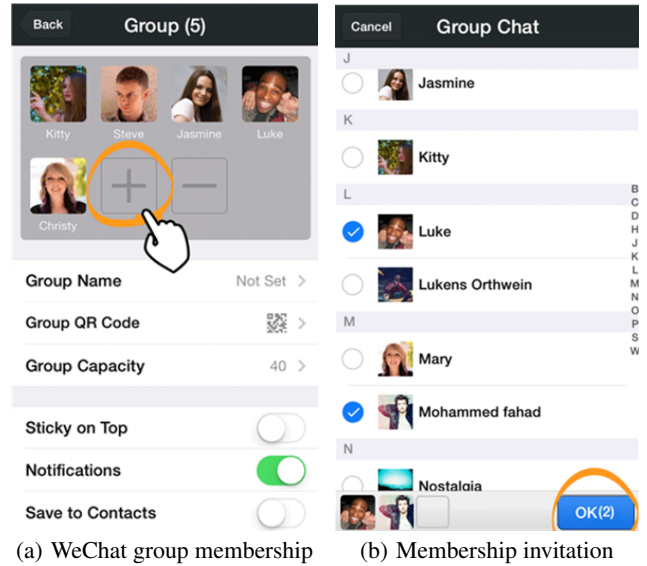 Back
Group (5)
Kitty
Steve
Jasmine
Luke
Christy
Group Name
Not Set
Group QR Code
Group Capacity
40
Sticky on Top
Notifications
Save to Contacts
(a) WeChat group membership
Cancel
Group Chat
J
Jasmine
K
Kitty
L
Luke
Lukens Orthwein
M
Mary
Mohammed fahad
N
Nostalgia
B
C
D
H
J
K
L
M
N
O
P
S
W
OK(2)
(b) Membership invitation